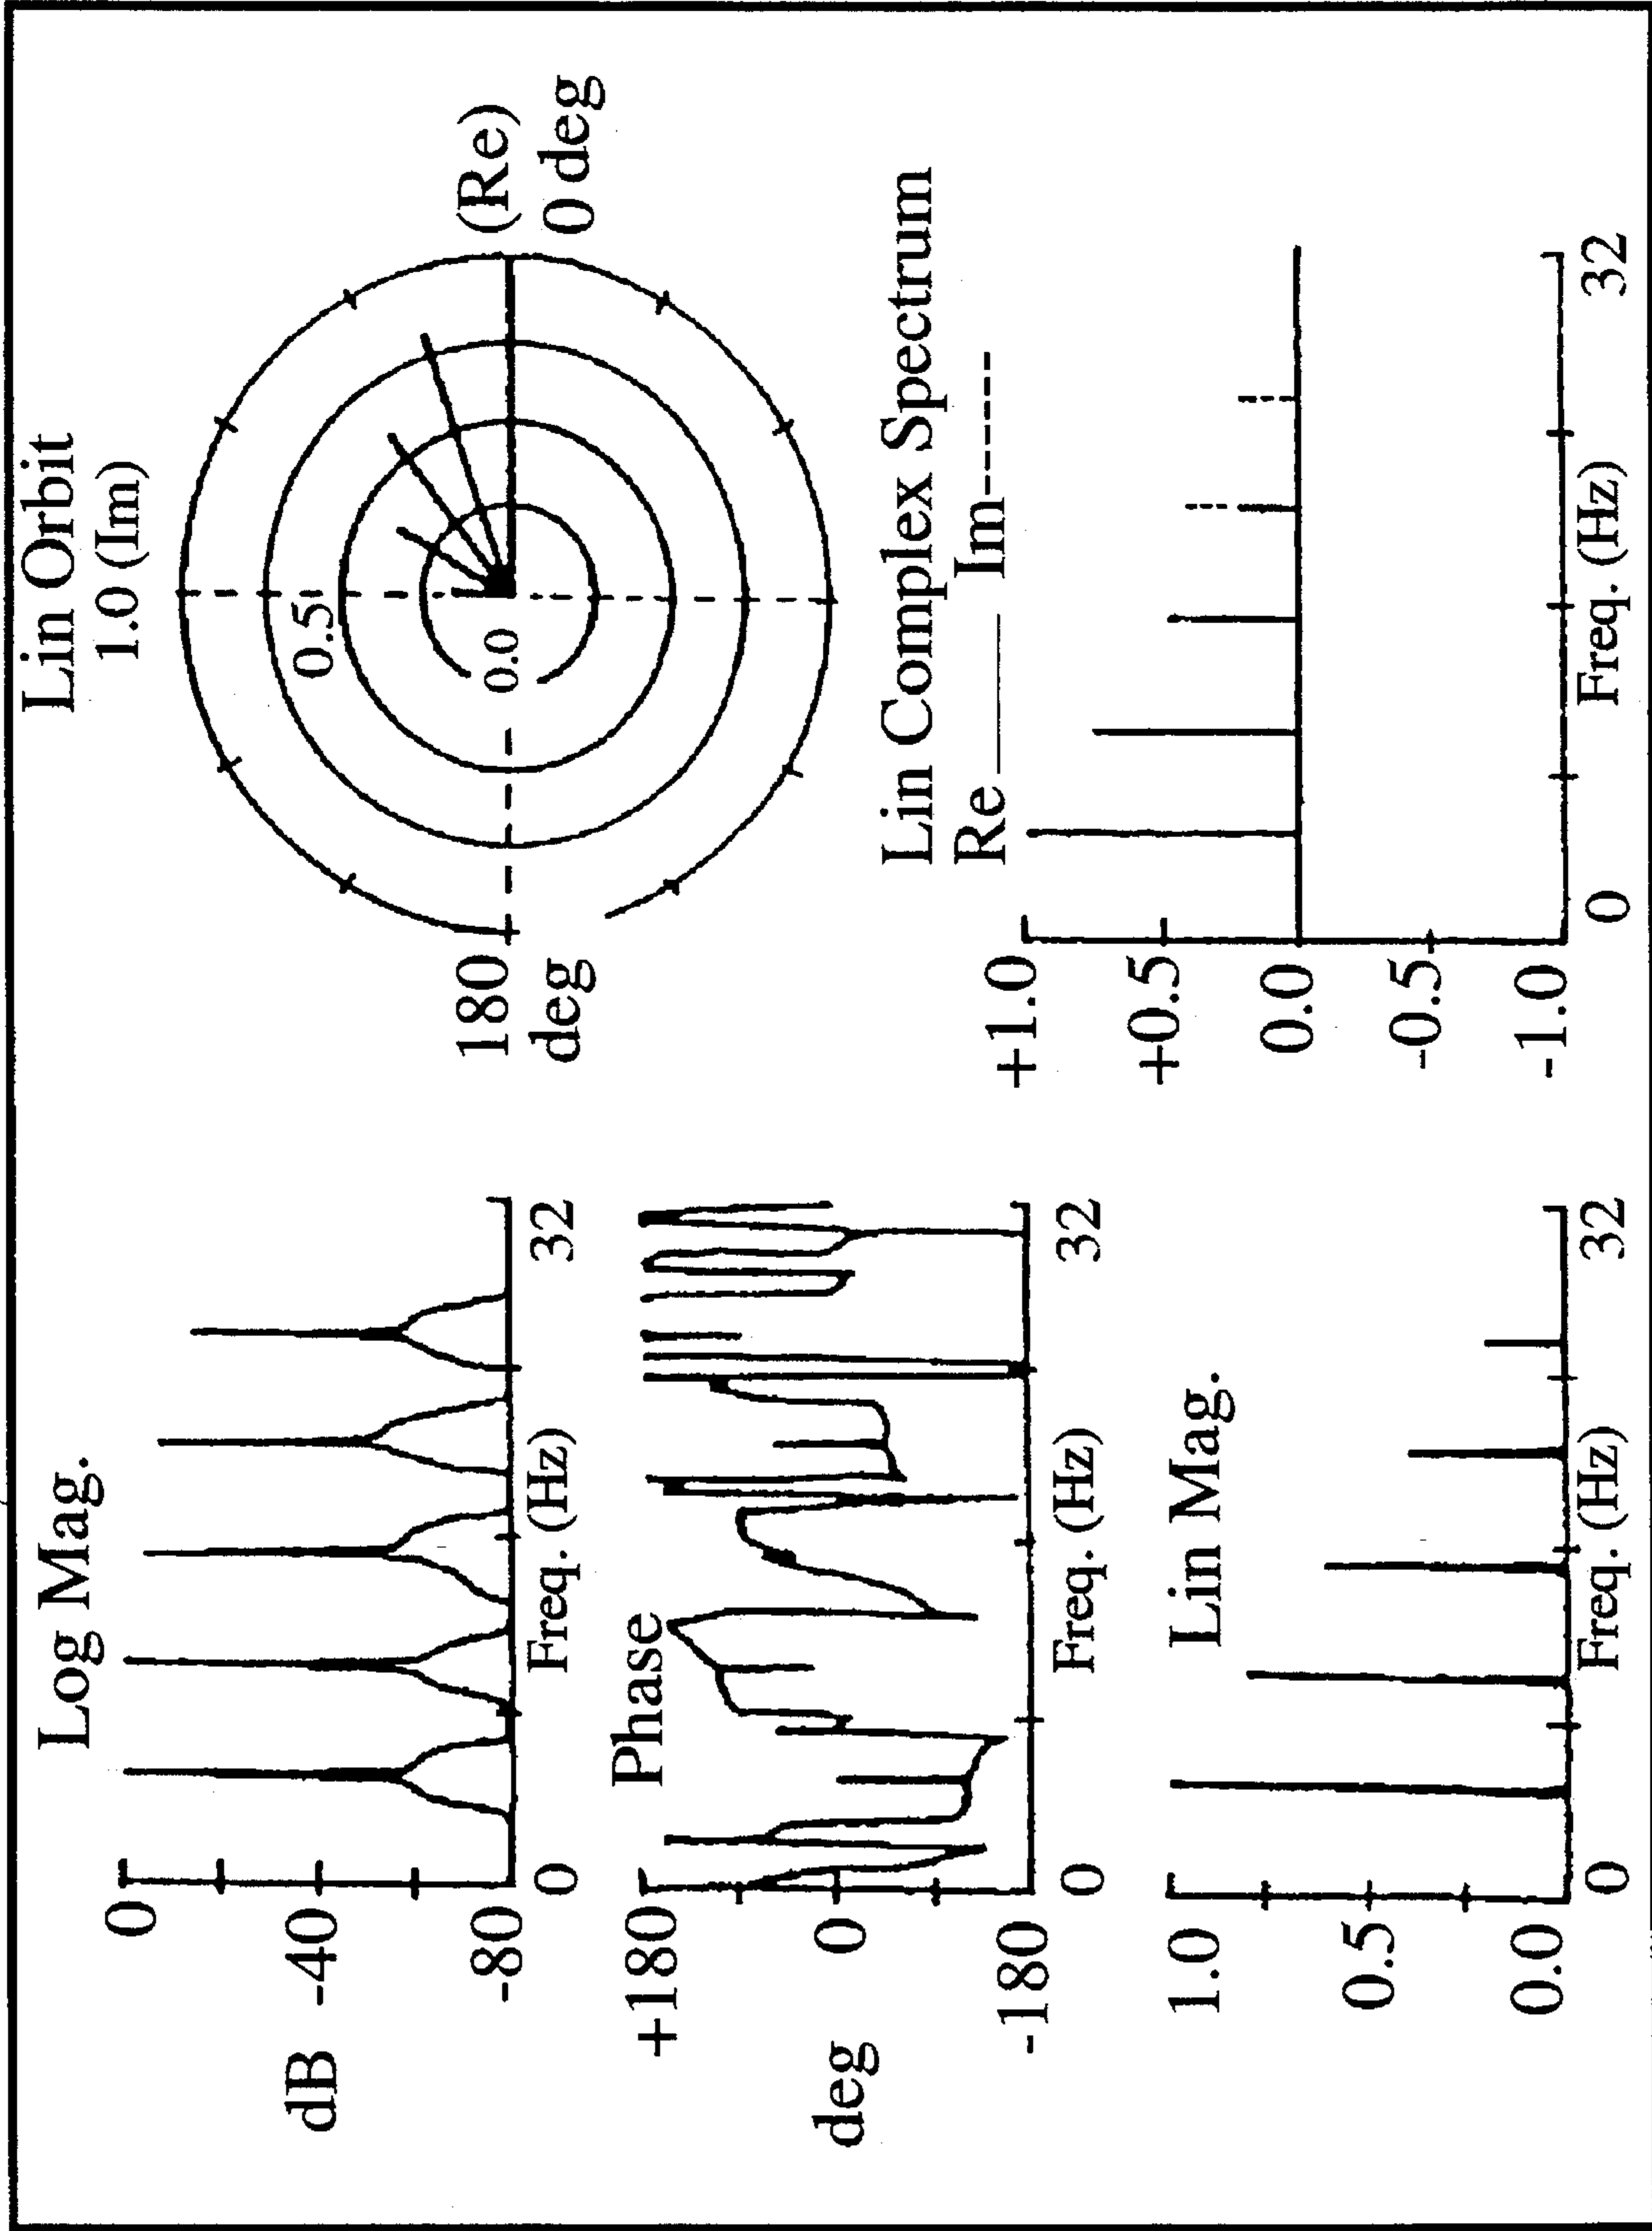 Log Mag.
0
dB -40
-80
0
Freq. (Hz)
32
Phase
+180
deg
0
-180
0
Freq. (Hz)
32
Lin Mag.
1.0
0.5
0.0
0
Freq. (Hz)
32
Lin Orbit
1.0 (Im)
0.5
0.0
180
deg
(Re)
0 deg
Lin Complex Spectrum
Re Im
+1.0
+0.5
0.0
-0.5
-1.0
0
Freq. (Hz)
32